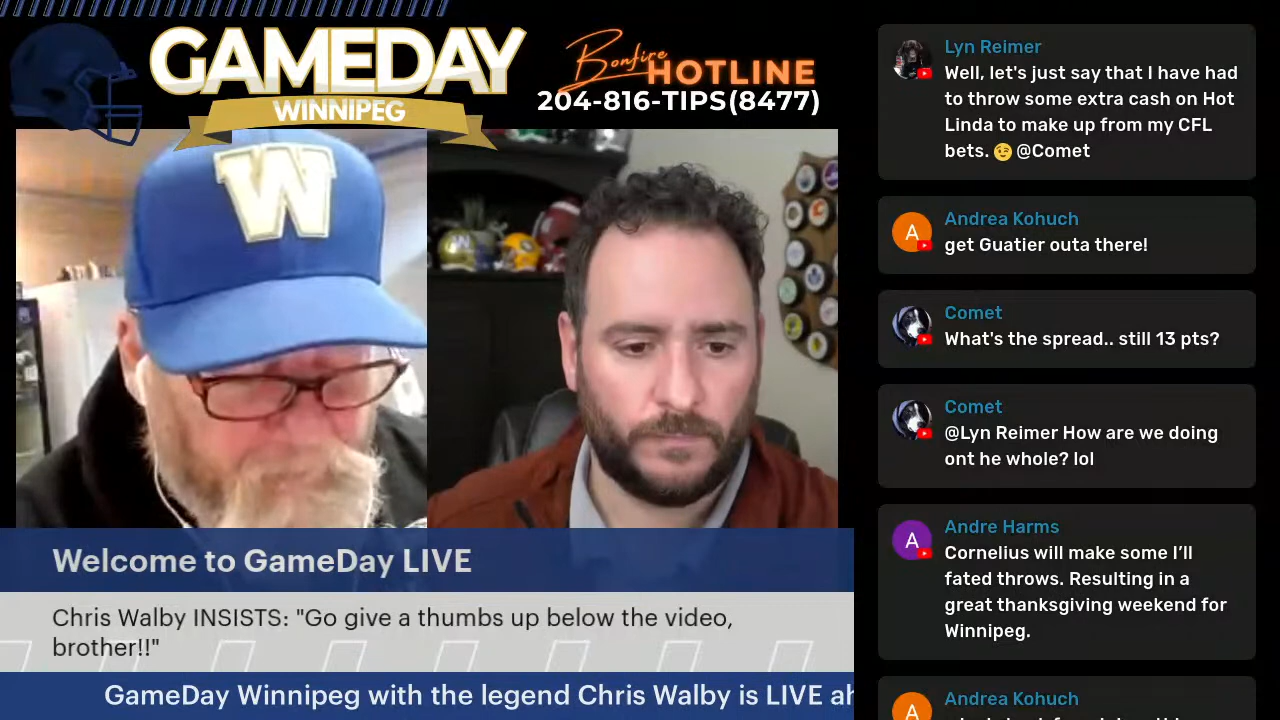 GAMEDAY
WINNIPEG
Bonfire
HOTLINE
204-816-TIPS(8477)
W
Welcome to GameDay LIVE
Chris Walby INSISTS: "Go give a thumbs up below the video,
brother!!"
GameDay Winnipeg with the legend Chris Walby is LIVE
Lyn Reimer
Well, let's just say that I have had
to throw some extra cash on Hot
Linda to make up from my CFL
bets. 😉 @Comet
A
Andrea Kohuch
get Guatier outa there!
Comet
What's the spread.. still 13 pts?
Comet
@Lyn Reimer How are we doing
ont he whole? lol
A
Andre Harms
Cornelius will make some I’ll
fated throws. Resulting in a
great thanksgiving weekend for
Winnipeg.
A
Andrea Kohuch